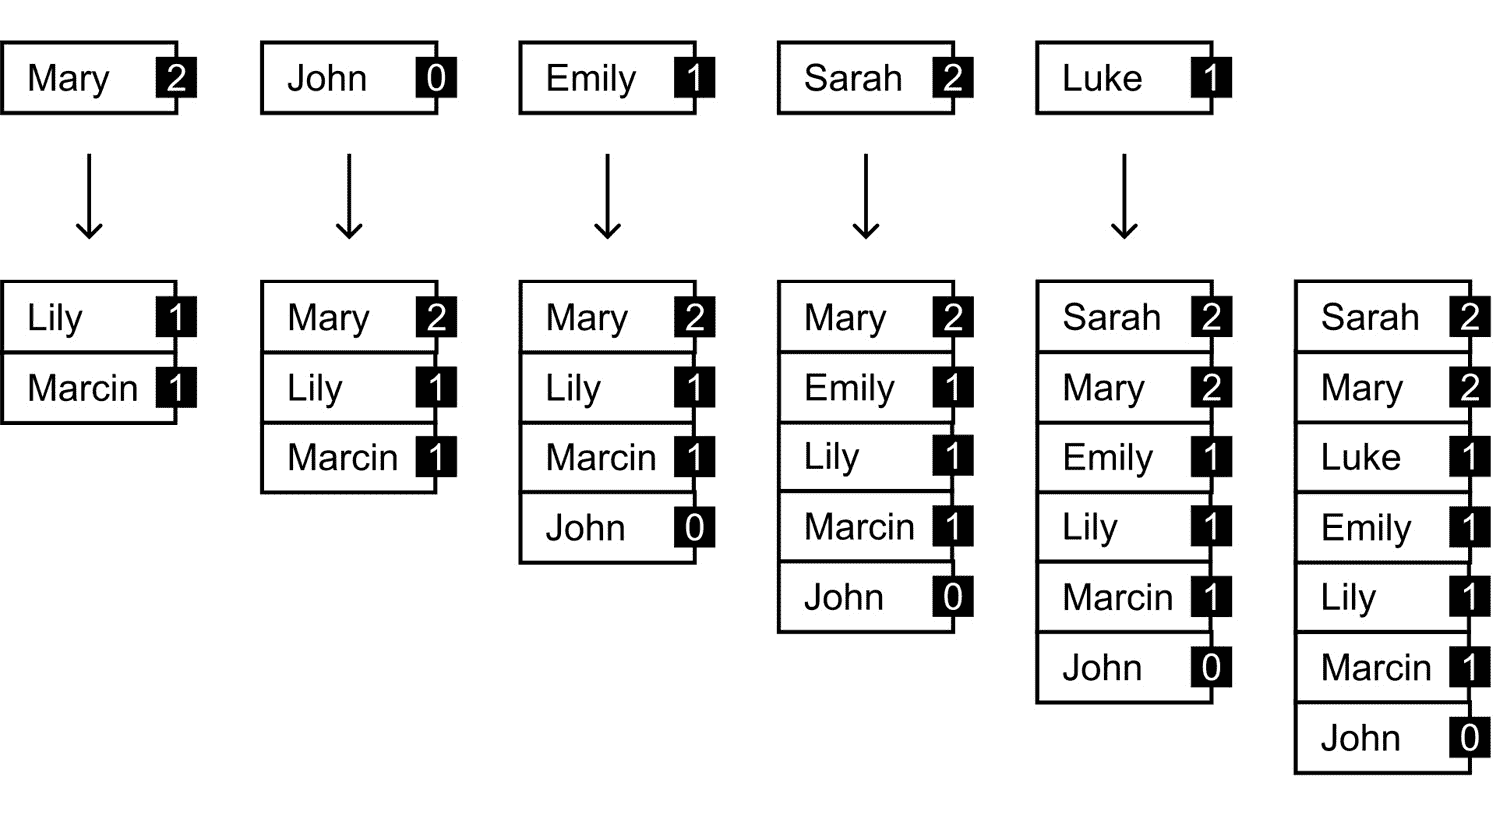 Mary 2 John 0 Emily 1 Sarah 2 Luke 1
Lily 1 Mary 2 Mary 2 Mary 2 Sarah 2 Sarah 2
Marcin 1 Lily 1 Lily 1 Emily 1 Mary 2 Mary 2
Marcin 1 Marcin 1 Lily 1 Emily 1 Luke 1
John 0 Marcin 1 Lily 1 Emily 1
John 0 Marcin 1 Lily 1
John 0 Marcin 1
John 0